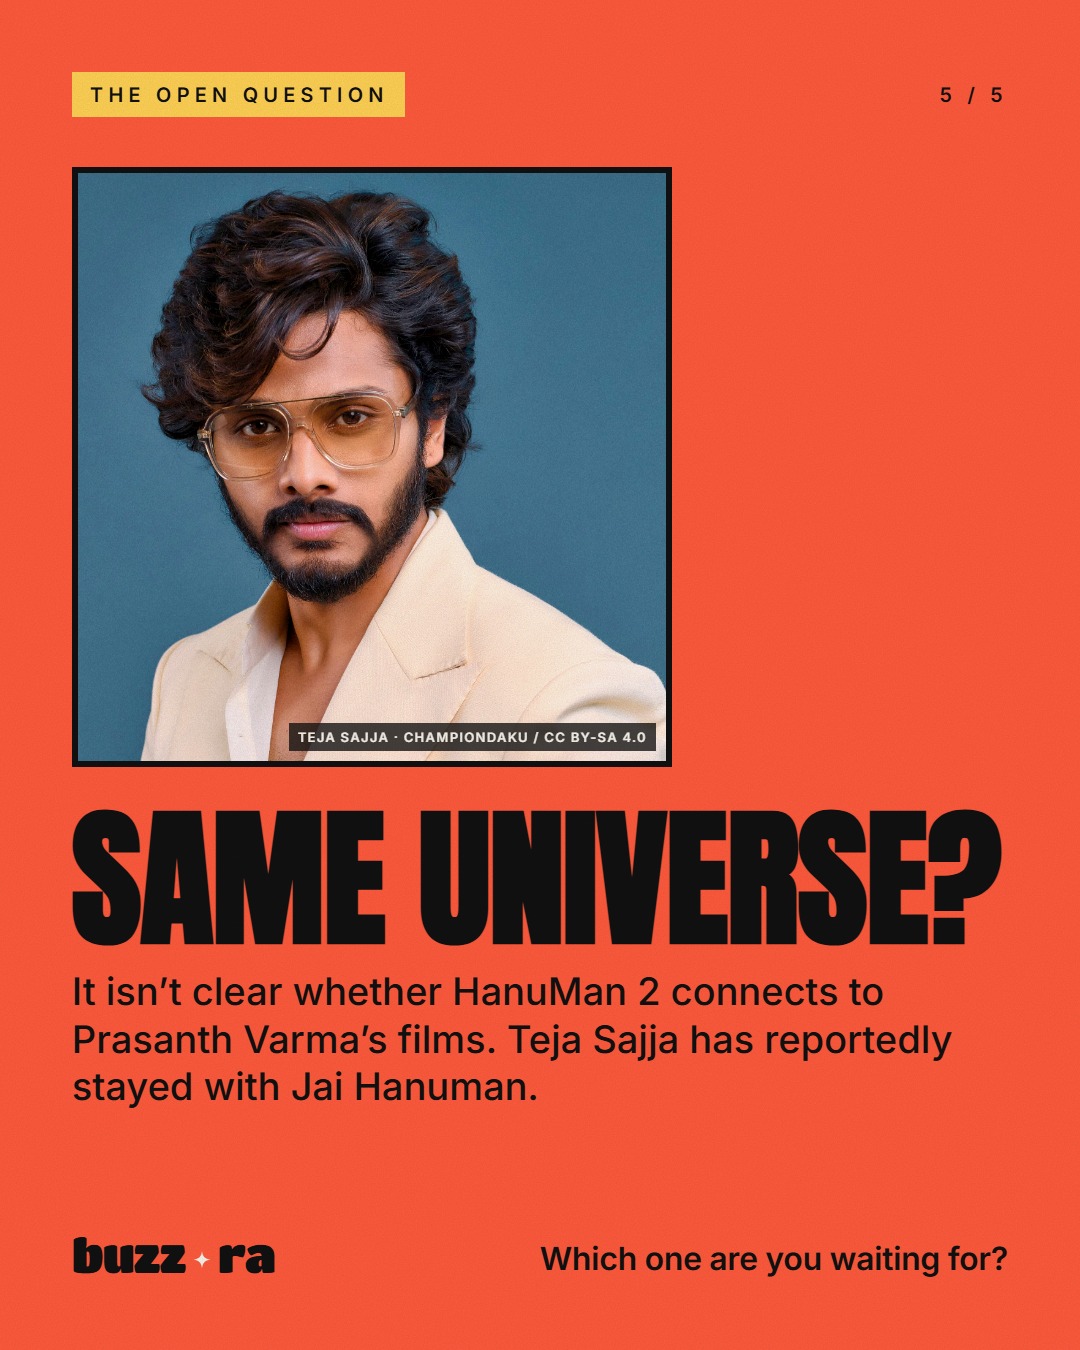 THE OPEN QUESTION
5 / 5
TEJA SAJJA · CHAMPIONDAKU / CC BY-SA 4.0
SAME UNIVERSE?
It isn’t clear whether HanuMan 2 connects to
Prasanth Varma’s films. Teja Sajja has reportedly
stayed with Jai Hanuman.
buzz✦ra
Which one are you waiting for?